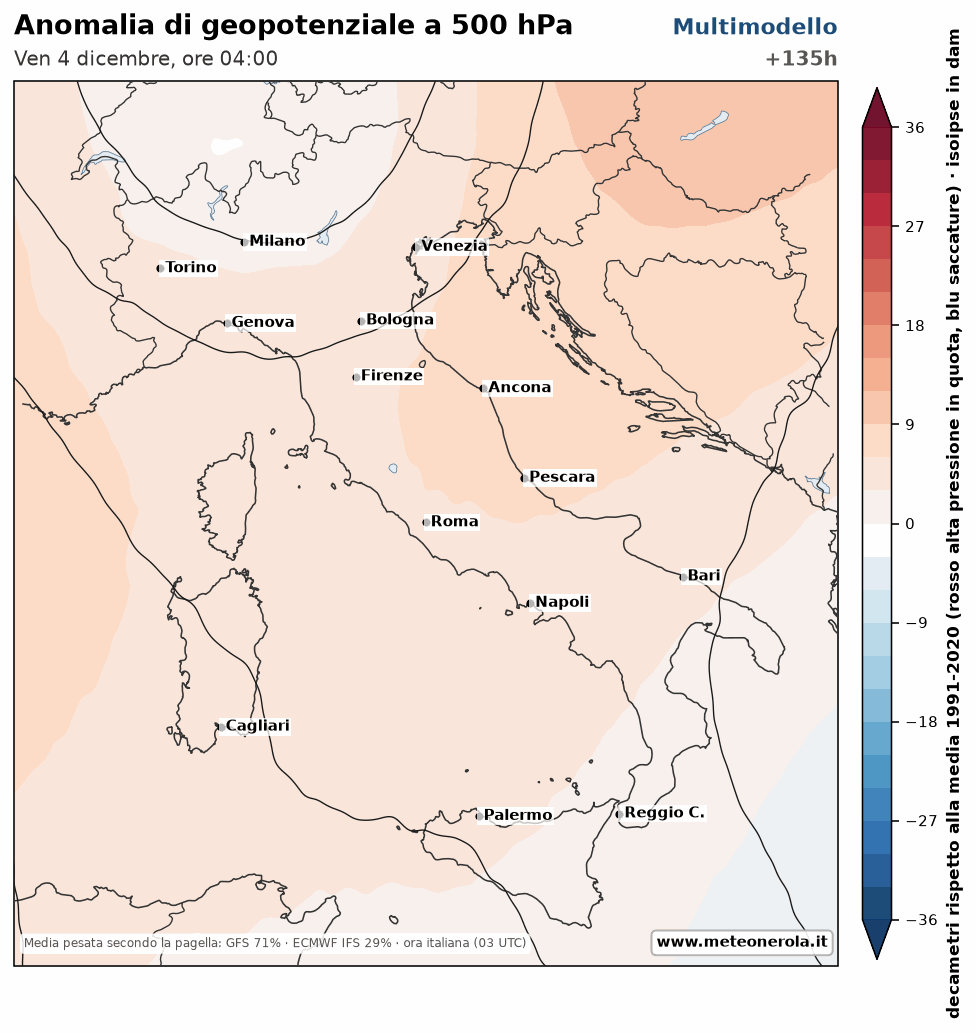 Anomalia di geopotenziale a 500 hPa
Multimodello
Ven 4 dicembre, ore 04:00
+135h
Milano
Venezia
Torino
Genova
Bologna
Firenze
Ancona
Pescara
Roma
Bari
Napoli
Cagliari
Palermo
Reggio C.
36
27
18
9
0
−9
−18
−27
−36
decametri rispetto alla media 1991-2020 (rosso alta pressione in quota, blu saccature) · isoipse in dam
Media pesata secondo la pagella: GFS 71% · ECMWF IFS 29% · ora italiana (03 UTC)
www.meteonerola.it